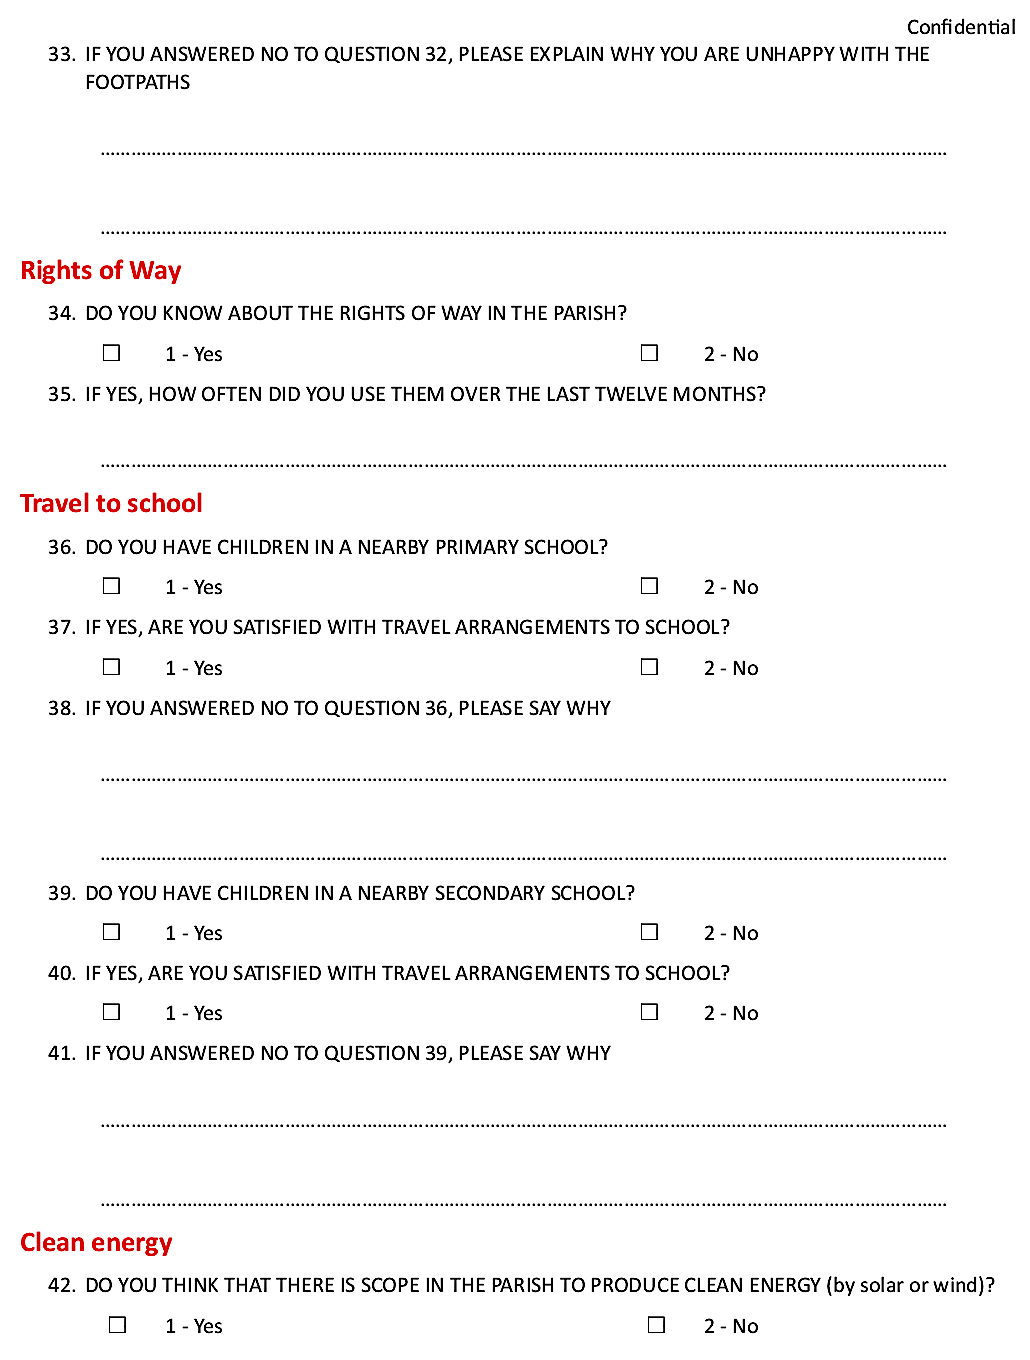 Confidential
33. IF YOU ANSWERED NO TO QUESTION 32, PLEASE EXPLAIN WHY YOU ARE UNHAPPY WITH THE
FOOTPATHS
Rights of Way
34. DO YOU KNOW ABOUT THE RIGHTS OF WAY IN THE PARISH?
☐ 1 - Yes ☐ 2 - No
35. IF YES, HOW OFTEN DID YOU USE THEM OVER THE LAST TWELVE MONTHS?
Travel to school
36. DO YOU HAVE CHILDREN IN A NEARBY PRIMARY SCHOOL?
☐ 1 - Yes ☐ 2 - No
37. IF YES, ARE YOU SATISFIED WITH TRAVEL ARRANGEMENTS TO SCHOOL?
☐ 1 - Yes ☐ 2 - No
38. IF YOU ANSWERED NO TO QUESTION 36, PLEASE SAY WHY
39. DO YOU HAVE CHILDREN IN A NEARBY SECONDARY SCHOOL?
☐ 1 - Yes ☐ 2 - No
40. IF YES, ARE YOU SATISFIED WITH TRAVEL ARRANGEMENTS TO SCHOOL?
☐ 1 - Yes ☐ 2 - No
41. IF YOU ANSWERED NO TO QUESTION 39, PLEASE SAY WHY
Clean energy
42. DO YOU THINK THAT THERE IS SCOPE IN THE PARISH TO PRODUCE CLEAN ENERGY (by solar or wind)?
☐ 1 - Yes ☐ 2 - No